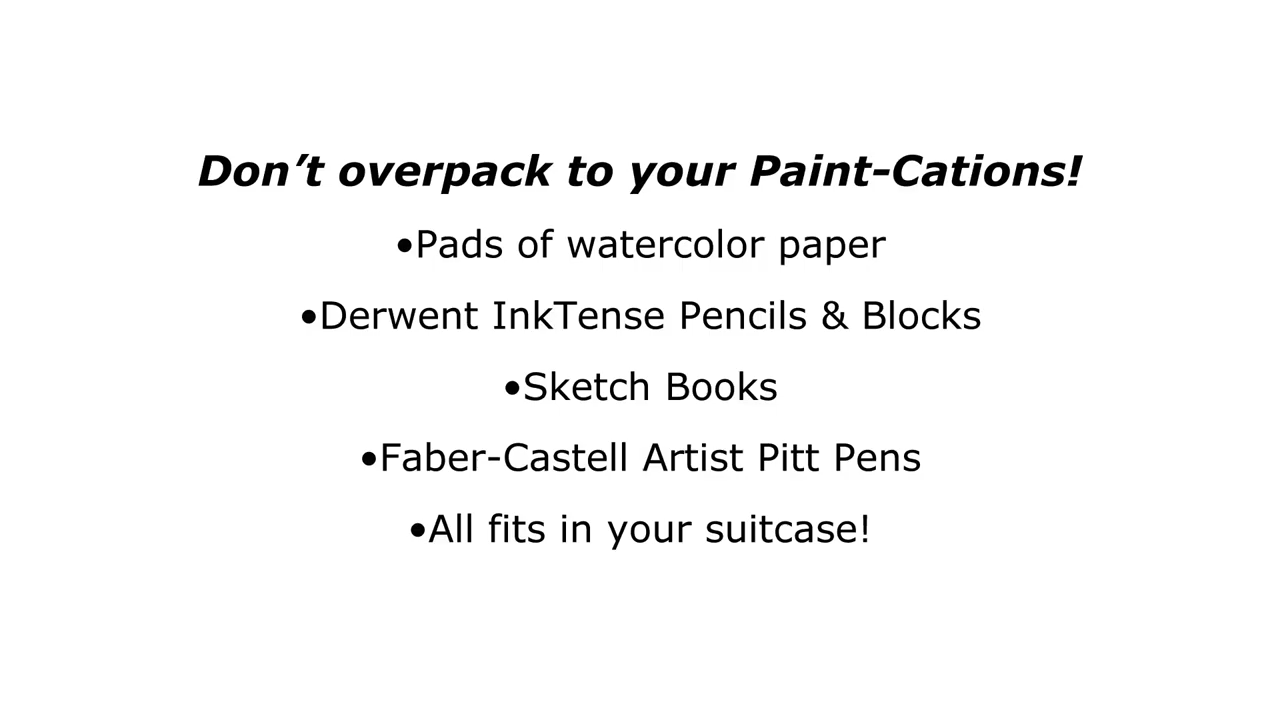 Don’t overpack to your Paint-Cations!
•Pads of watercolor paper
•Derwent InkTense Pencils & Blocks
•Sketch Books
•Faber-Castell Artist Pitt Pens
•All fits in your suitcase!